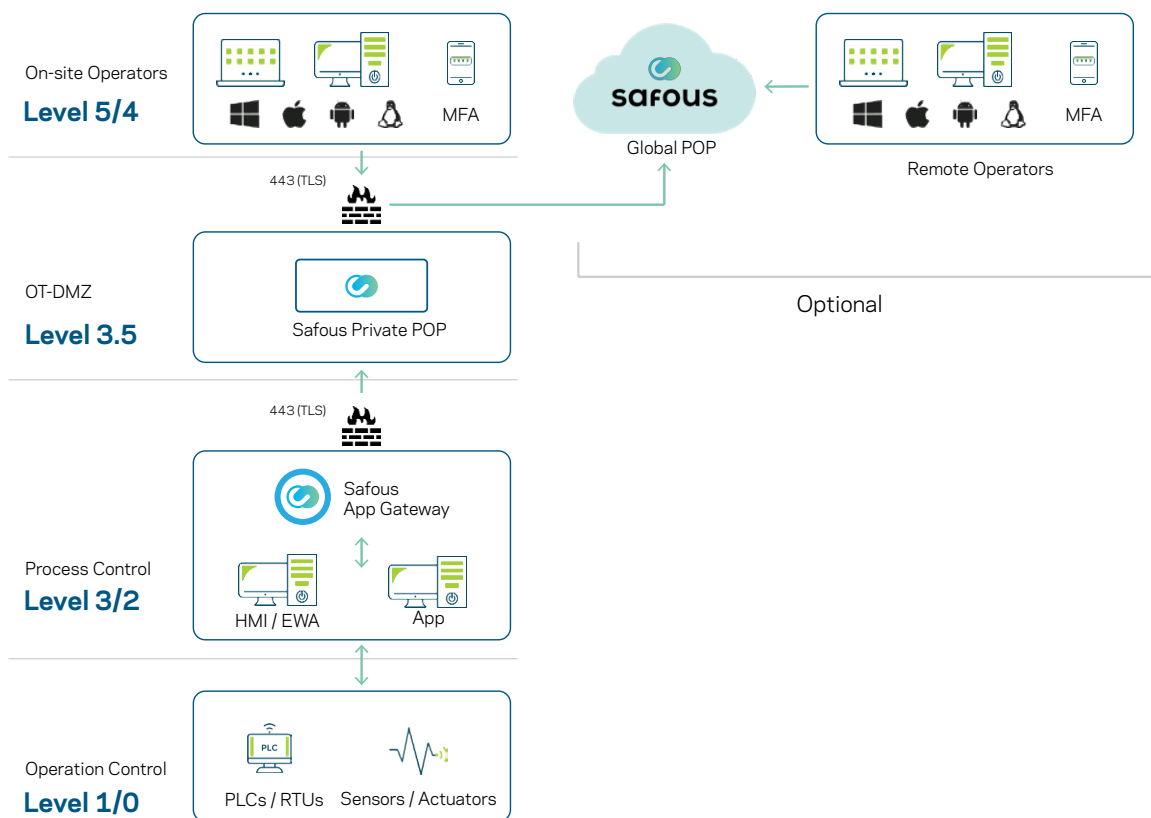 On-site Operators
Level 5/4
MFA
safous
Global POP
MFA
Remote Operators
443 (TLS)
OT-DMZ
Level 3.5
Safous Private POP
Optional
443 (TLS)
Process Control
Level 3/2
Safous
App Gateway
HMI / EWA
App
Operation Control
Level 1/0
PLC
PLCs / RTUs
Sensors / Actuators